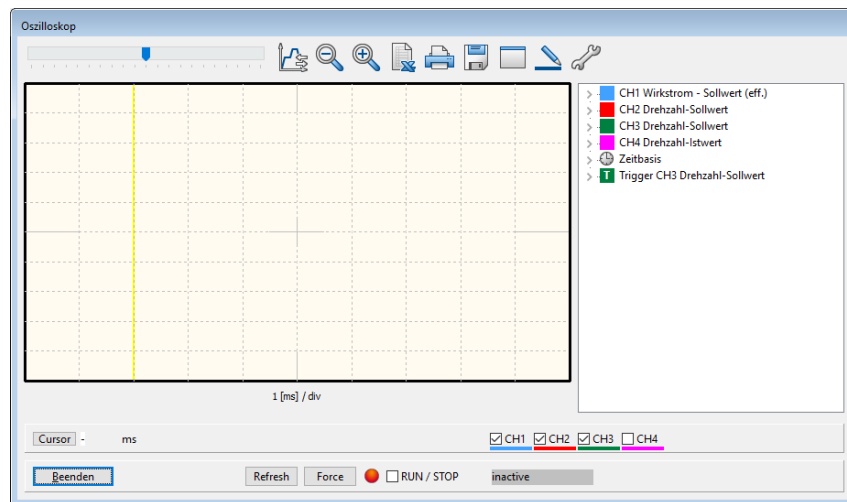 Oszilloskop
CH1 Wirkstrom - Sollwert (eff.)
CH2 Drehzahl-Sollwert
CH3 Drehzahl-Sollwert
CH4 Drehzahl-Istwert
Zeitbasis
T Trigger CH3 Drehzahl-Sollwert
1 [ms] / div
Cursor - ms CH1 CH2 CH3 CH4
Beenden Refresh Force RUN / STOP inactive